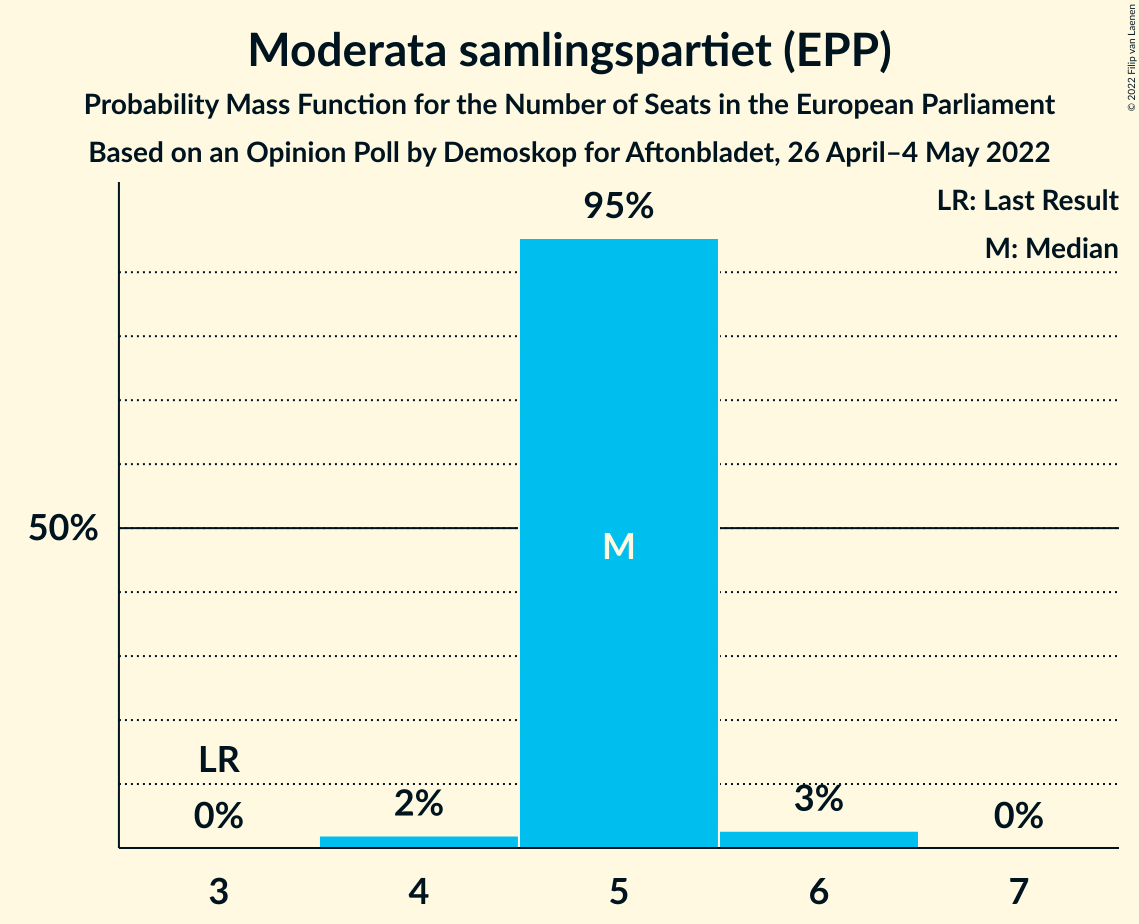 Moderata samlingspartiet (EPP)
Probability Mass Function for the Number of Seats in the European Parliament
Based on an Opinion Poll by Demoskop for Aftonbladet, 26 April–4 May 2022
© 2022 Filip van Laenen
LR: Last Result
M: Median
95%
50%
M
LR
0%
2%
3%
0%
3
4
5
6
7